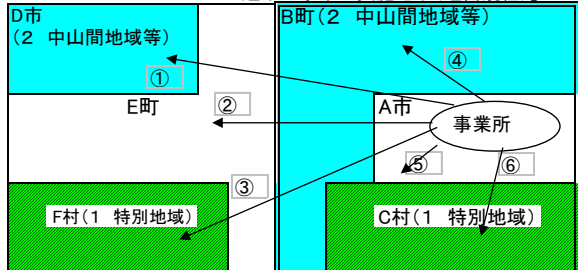 D市
(2 中山間地域等)
B町(2 中山間地域等)
①
④
E町
②
A市
事業所
⑤
⑥
③
F村(1 特別地域)
C村(1 特別地域)